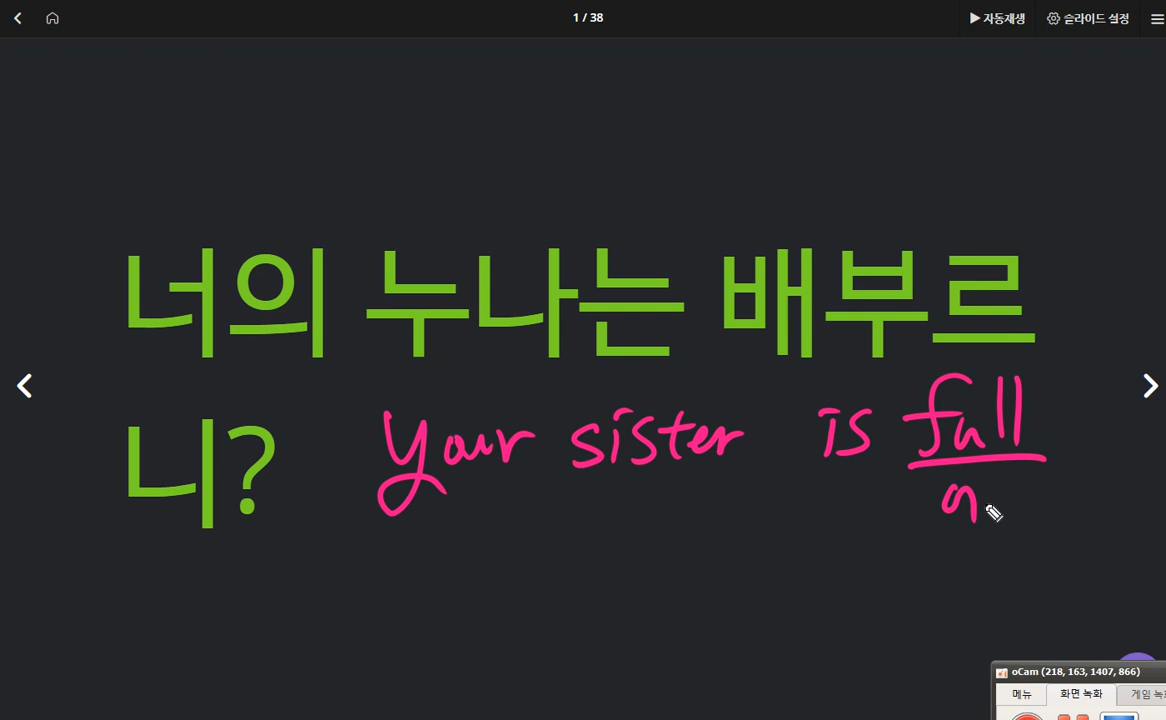 1 / 38
▶ 자동재생
슬라이드 설정
너의 누나는 배부르
니?
Your sister is full
a
oCam (218, 163, 1407, 866)
메뉴
화면 녹화
게임 녹